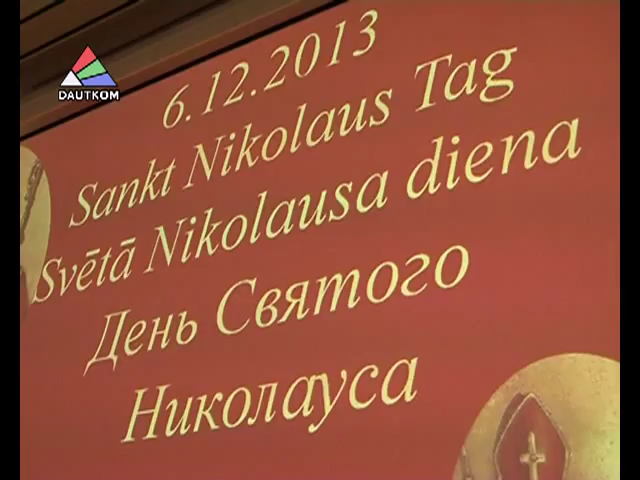 DAUTKOM
6.12.2013
Sankt Nikolaus Tag
Svētā Nikolausa diena
День Святого
Николауса